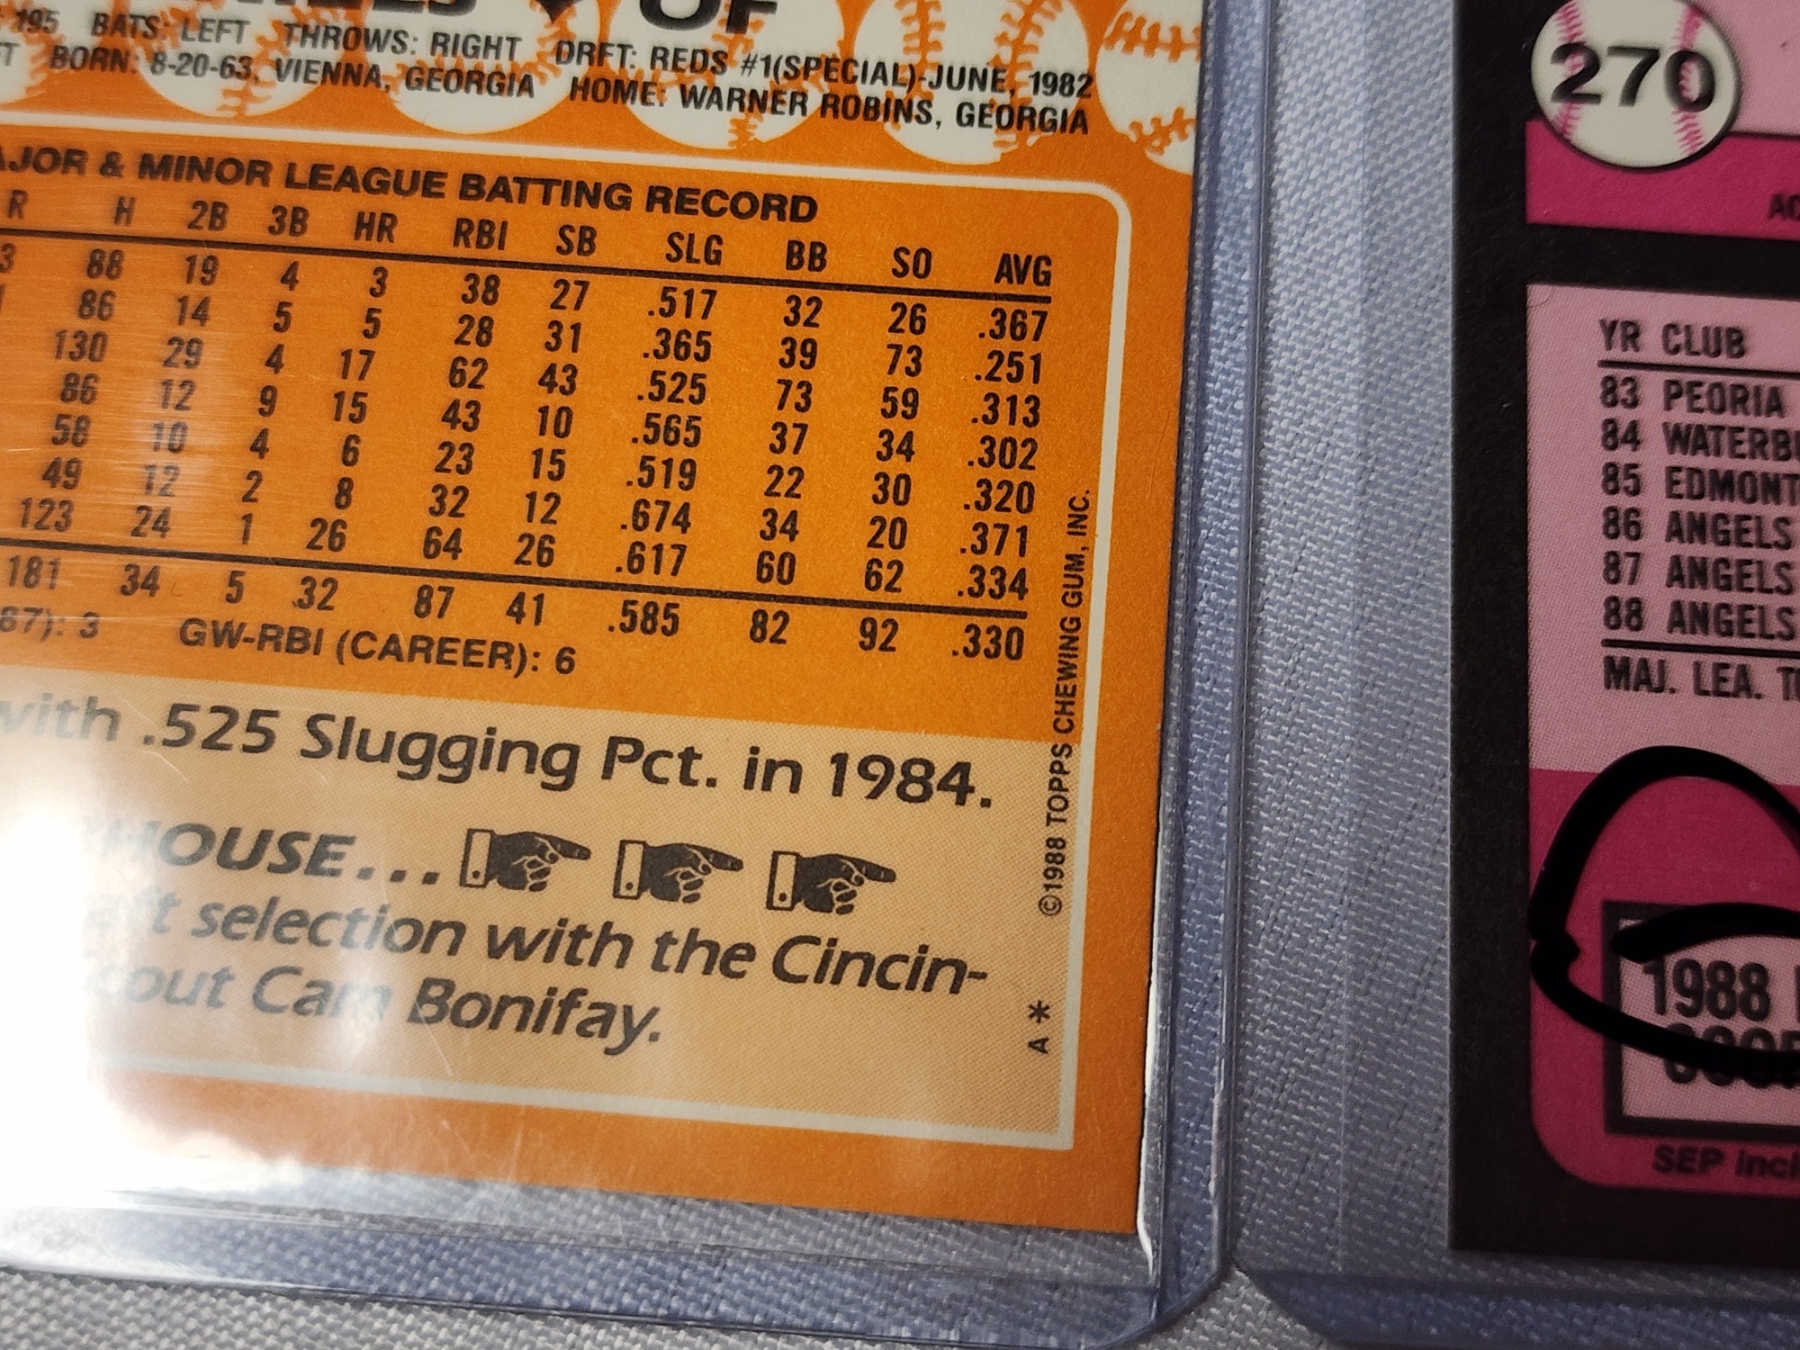 OF
195 BATS: LEFT THROWS: RIGHT DRFT: REDS #1(SPECIAL)-JUNE, 1982
BORN: 8-20-63, VIENNA, GEORGIA HOME: WARNER ROBINS, GEORGIA
JOR & MINOR LEAGUE BATTING RECORD
R H 2B 3B HR RBI SB SLG BB SO AVG
3 88 19 4 3 38 27 .517 32 26 .367
86 14 5 5 28 31 .365 39 73 .251
130 29 4 17 62 43 .525 73 59 .313
86 12 9 15 43 10 .565 37 34 .302
58 10 4 6 23 15 .519 22 30 .320
49 12 2 8 32 12 .674 34 20 .371
123 24 1 26 64 26 .617 60 62 .334
181 34 5 32 87 41 .585 82 92 .330
87): 3 GW-RBI (CAREER): 6
with .525 Slugging Pct. in 1984.
HOUSE...
ft selection with the Cincin-
out Cam Bonifay.
©1988 TOPPS CHEWING GUM, INC.
A *
270
YR CLUB
83 PEORIA
84 WATERBU
85 EDMONT
86 ANGELS
87 ANGELS
88 ANGELS
MAJ. LEA. TO
1988
SEP incl